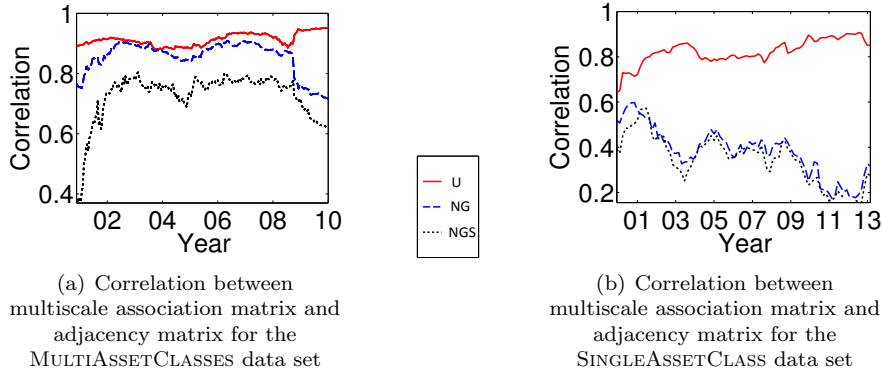 1
0.8
0.6
0.4
Correlation
02 04 06 08 10
Year
U
NG
NGS
1
0.8
0.6
0.4
0.2
Correlation
01 03 05 07 09 11 13
Year
(a) Correlation between
multiscale association matrix and
adjacency matrix for the
MULTIASSETCLASSES data set
(b) Correlation between
multiscale association matrix and
adjacency matrix for the
SINGLEASSETCLASS data set